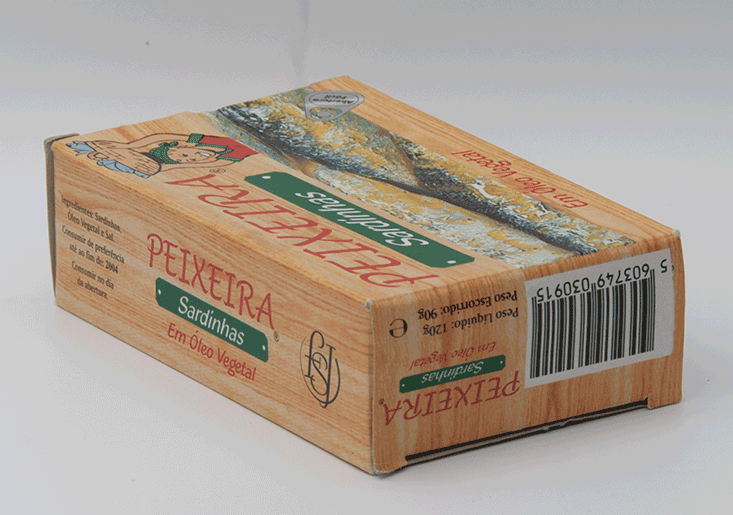 Abertura
Fácil
Em Óleo Vegetal
PEIXEIRA®
Sardinhas
Ingredientes: Sardinhas,
Óleo Vegetal e Sal.
Consumir de preferência
até ao fim de: 2004
Consumir no dia
da abertura.
PEIXEIRA®
Sardinhas
Em Óleo Vegetal
PEIXEIRA®
Sardinhas
Em Óleo Vegetal
Peso Líquido: 120g
Peso Escorrido: 90g
e
5 603749 030915